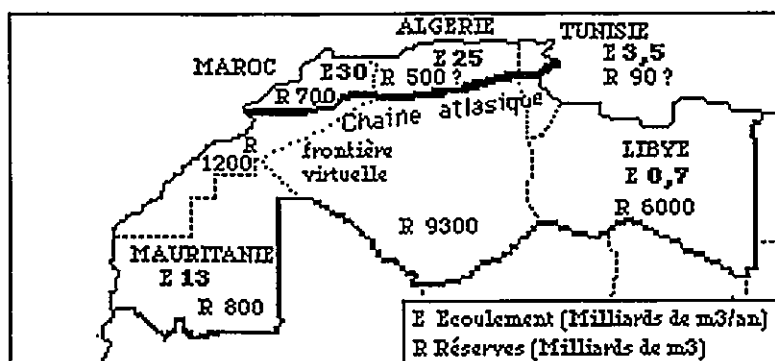 ALGERIE
TUNISIE
E 3,5
R 90 ?
MAROC
E 30
E 25
R 500 ?
R 700
Chaine atlasique
R
1200
frontière
virtuelle
LIBYE
E 0,7
R 6000
R 9300
MAURITANIE
E 13
R 800
E Ecoulement (Milliards de m3/an)
R Réserves (Milliards de m3)